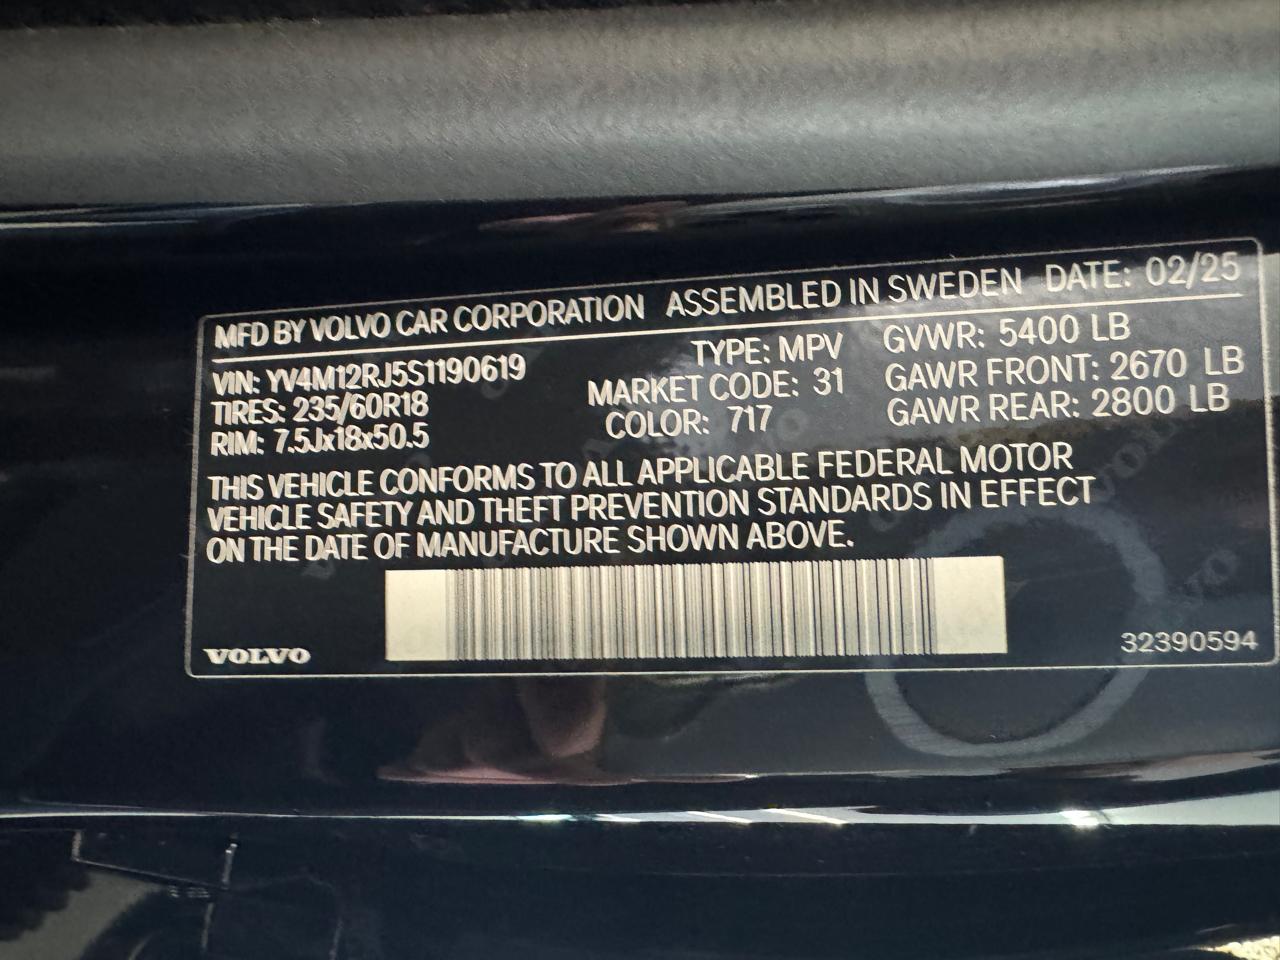 MFD BY VOLVO CAR CORPORATION ASSEMBLED IN SWEDEN DATE: 02/25
VIN: YV4M12RJ5S1190619 TYPE: MPV GVWR: 5400 LB
TIRES: 235/60R18 MARKET CODE: 31 GAWR FRONT: 2670 LB
RIM: 7.5Jx18x50.5 COLOR: 717 GAWR REAR: 2800 LB
THIS VEHICLE CONFORMS TO ALL APPLICABLE FEDERAL MOTOR
VEHICLE SAFETY AND THEFT PREVENTION STANDARDS IN EFFECT
ON THE DATE OF MANUFACTURE SHOWN ABOVE.
VOLVO 32390594